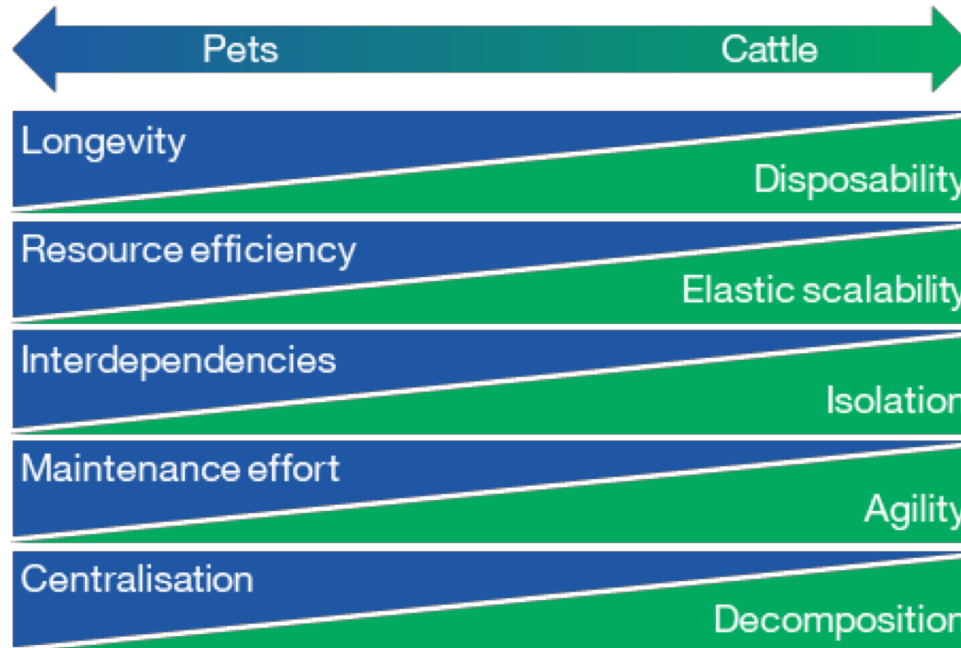 Pets
Cattle
Longevity
Disposability
Resource efficiency
Elastic scalability
Interdependencies
Isolation
Maintenance effort
Agility
Centralisation
Decomposition